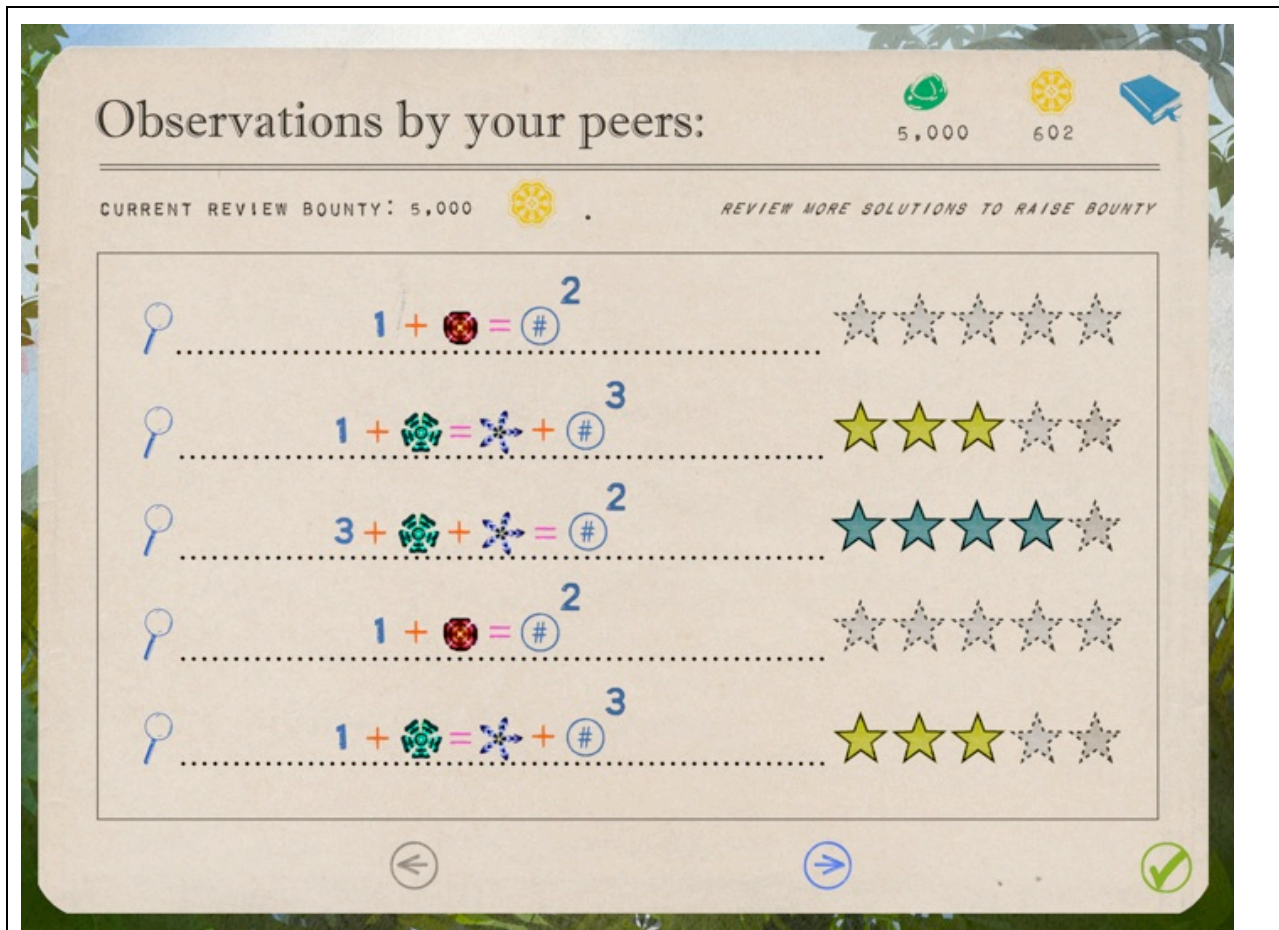 5,000 602
Observations by your peers:
CURRENT REVIEW BOUNTY: 5,000 . REVIEW MORE SOLUTIONS TO RAISE BOUNTY
1 + = # 2
1 + = + # 3
3 + + = # 2
1 + = # 2
1 + = + # 3